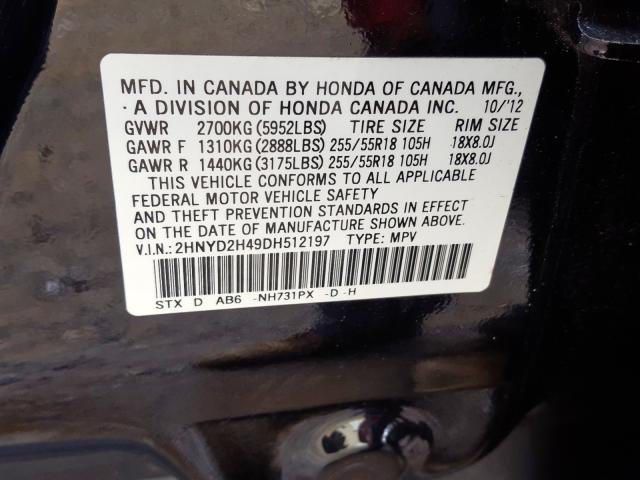 MFD. IN CANADA BY HONDA OF CANADA MFG.,
· A DIVISION OF HONDA CANADA INC. 10/'12
GVWR 2700KG (5952LBS) TIRE SIZE RIM SIZE
GAWR F 1310KG (2888LBS) 255/55R18 105H 18X8.0J
GAWR R 1440KG (3175LBS) 255/55R18 105H 18X8.0J
THIS VEHICLE CONFORMS TO ALL APPLICABLE
FEDERAL MOTOR VEHICLE SAFETY
AND THEFT PREVENTION STANDARDS IN EFFECT
ON THE DATE OF MANUFACTURE SHOWN ABOVE.
V.I.N.: 2HNYD2H49DH512197 TYPE: MPV
STX D AB6 -NH731PX -D -H